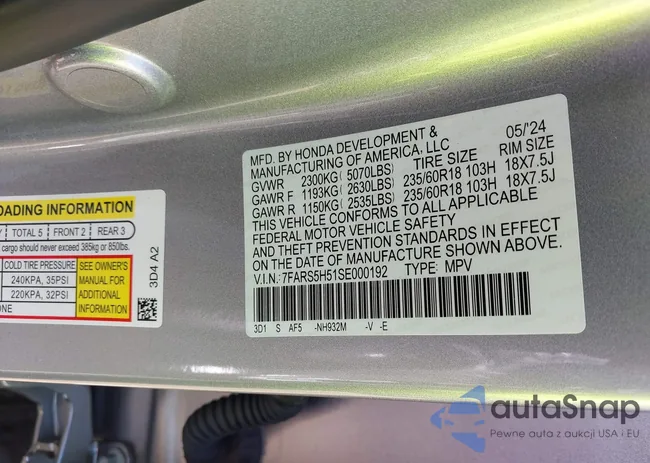 LOADING INFORMATION
TOTAL 5 FRONT 2 REAR 3
cargo should never exceed 385kg or 850lbs.
COLD TIRE PRESSURE
240KPA, 35PSI
220KPA, 32PSI
SEE OWNER'S
MANUAL FOR
ADDITIONAL
INFORMATION
3D4 A2
MFD. BY HONDA DEVELOPMENT & 05/'24
MANUFACTURING OF AMERICA, LLC
GVWR 2300KG( 5070LBS) TIRE SIZE RIM SIZE
GAWR F 1193KG( 2630LBS) 235/60R18 103H 18X7.5J
GAWR R 1150KG( 2535LBS) 235/60R18 103H 18X7.5J
THIS VEHICLE CONFORMS TO ALL APPLICABLE
FEDERAL MOTOR VEHICLE SAFETY
AND THEFT PREVENTION STANDARDS IN EFFECT
ON THE DATE OF MANUFACTURE SHOWN ABOVE.
V.I.N.: 7FARS5H51SE000192 TYPE: MPV
3D1 S AF5 -NH932M -V -E
autaSnap
Pewne auta z aukcji USA i EU